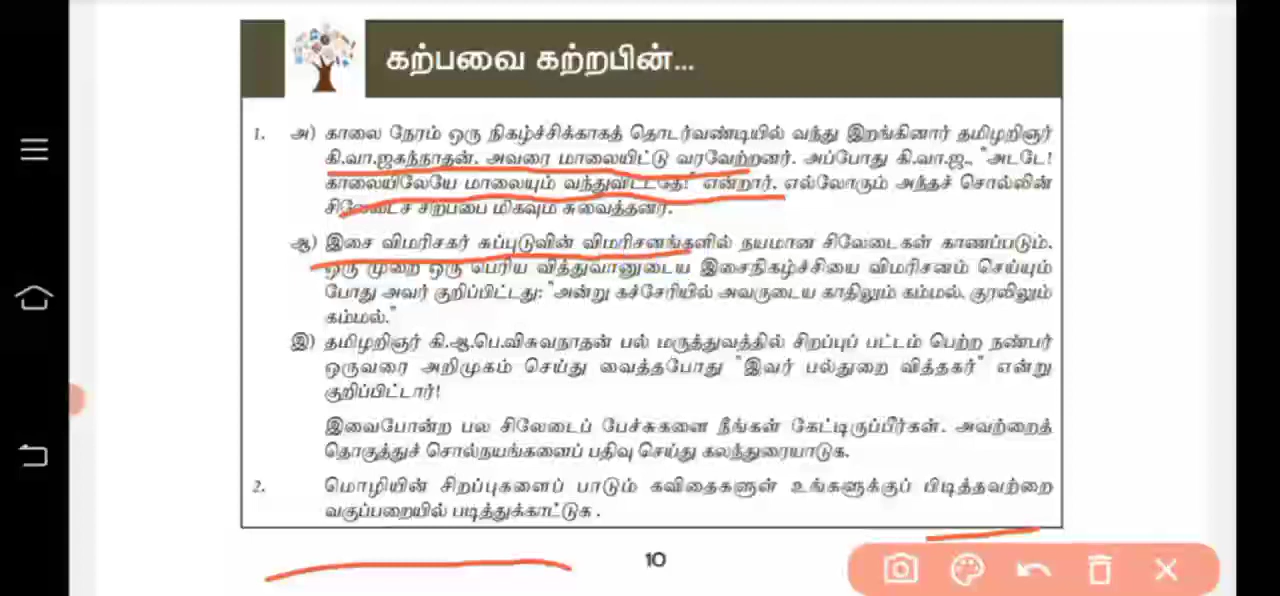 கற்பவை கற்றபின்...
1. அ) காலை நேரம் ஒரு நிகழ்ச்சிக்காகத் தொடர்வண்டியில் வந்து இறங்கினார் தமிழறிஞர்
கி.வா.ஜகந்நாதன். அவரை மாலையிட்டு வரவேற்றனர். அப்போது கி.வா.ஜ., "அடடே!
காலையிலேயே மாலையும் வந்துவிட்டதே!" என்றார். எல்லோரும் அந்தச் சொல்லின்
சிலேடைச் சிறப்பை மிகவும் சுவைத்தனர்.
ஆ) இசை விமரிசகர் சுப்புடுவின் விமரிசனங்களில் நயமான சிலேடைகள் காணப்படும்.
ஒரு முறை ஒரு பெரிய வித்துவானுடைய இசைநிகழ்ச்சியை விமரிசனம் செய்யும்
போது அவர் குறிப்பிட்டது: "அன்று கச்சேரியில் அவருடைய காதிலும் கம்மல். குரலிலும்
கம்மல்."
இ) தமிழறிஞர் கி.ஆ.பெ.விசுவநாதன் பல் மருத்துவத்தில் சிறப்புப் பட்டம் பெற்ற நண்பர்
ஒருவரை அறிமுகம் செய்து வைத்தபோது "இவர் பல்துறை வித்தகர்" என்று
குறிப்பிட்டார்!
இவைபோன்ற பல சிலேடைப் பேச்சுகளை நீங்கள் கேட்டிருப்பீர்கள். அவற்றைத்
தொகுத்துச் சொல்நயங்களைப் பதிவு செய்து கலந்துரையாடுக.
2. மொழியின் சிறப்புகளைப் பாடும் கவிதைகளுள் உங்களுக்குப் பிடித்தவற்றை
வகுப்பறையில் படித்துக்காட்டுக .
10